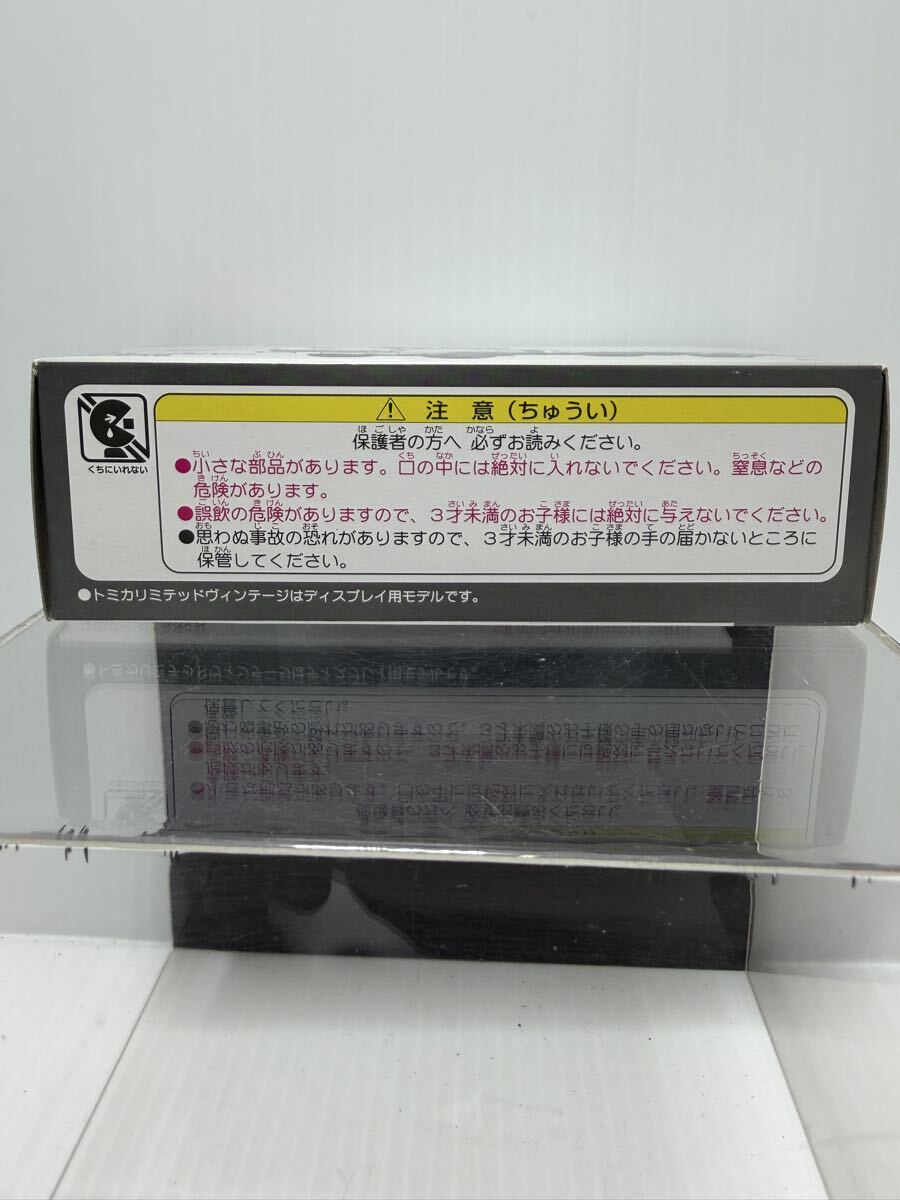 くちにいれない
⚠ 注 意 (ちゅうい)
保護者の方へ 必ずお読みください。
●小さな部品があります。口の中には絶対に入れないでください。窒息などの
危険があります。
●誤飲の危険がありますので、３才未満のお子様には絶対に与えないでください。
●思わぬ事故の恐れがありますので、３才未満のお子様の手の届かないところに
保管してください。
●トミカリミテッドヴィンテージはディスプレイ用モデルです。